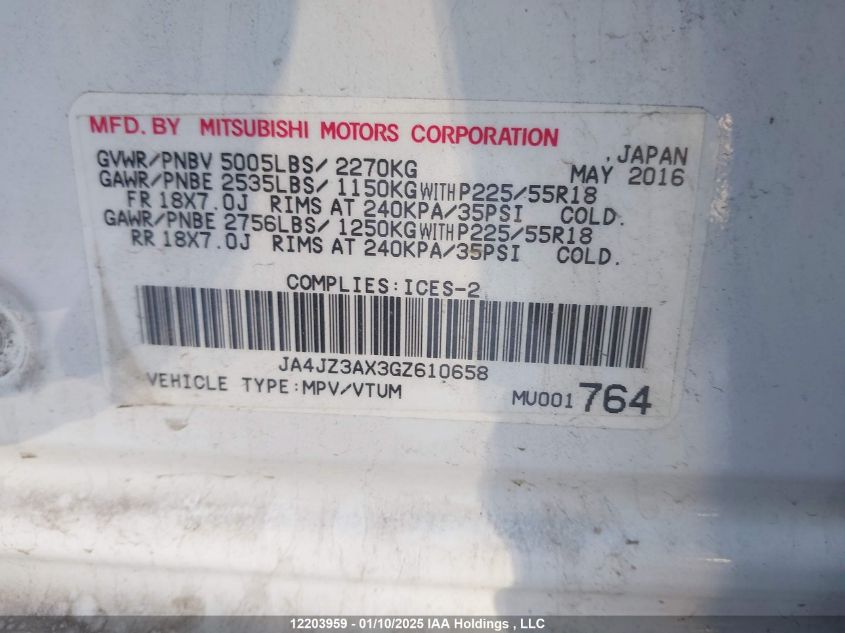 MFD. BY MITSUBISHI MOTORS CORPORATION
, JAPAN
GVWR/PNBV 5005LBS/ 2270KG MAY 2016
GAWR/PNBE 2535LBS/ 1150KG WITH P225/55R18
FR 18X7.0J RIMS AT 240KPA/35PSI COLD.
GAWR/PNBE 2756LBS/ 1250KG WITH P225/55R18
RR 18X7.0J RIMS AT 240KPA/35PSI COLD.
COMPLIES:ICES-2
JA4JZ3AX3GZ610658
VEHICLE TYPE:MPV/VTUM MU001 764
12203959 - 01/10/2025 IAA Holdings , LLC